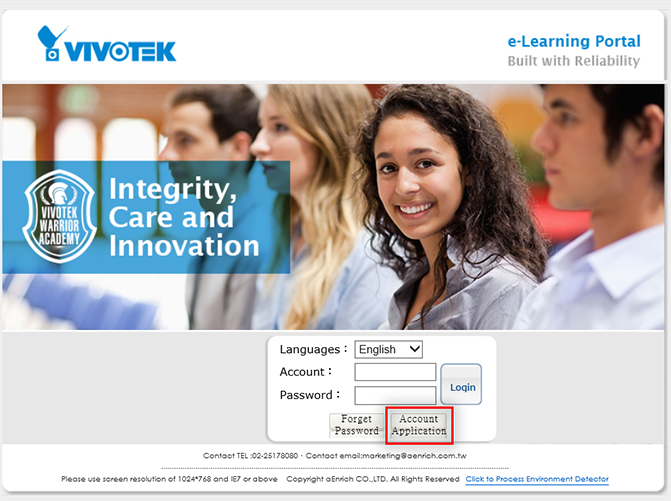 VIVOTEK
e-Learning Portal
Built with Reliability
VIVOTEK
WARRIOR
ACADEMY
Integrity,
Care and
Innovation
Languages：English
Account：
Password：
Login
Forget
Password
Account
Application
Contact TEL :02-25178080 · Contact email:marketing@aenrich.com.tw
Please use screen resolution of 1024*768 and IE7 or above Copyright aEnrich CO.,LTD. All Rights Reserved Click to Process Environment Detector